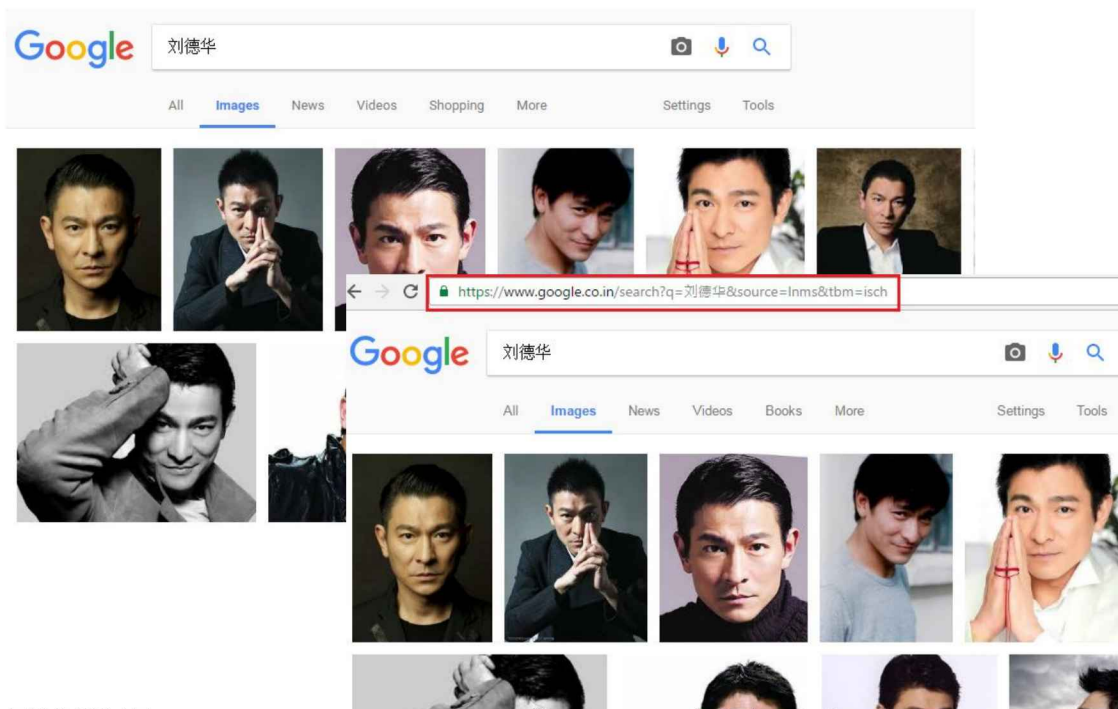 Google 刘德华
All Images News Videos Shopping More Settings Tools
https://www.google.co.in/search?q=刘德华&source=lnms&tbm=isch
Google 刘德华
All Images News Videos Books More Settings Tools